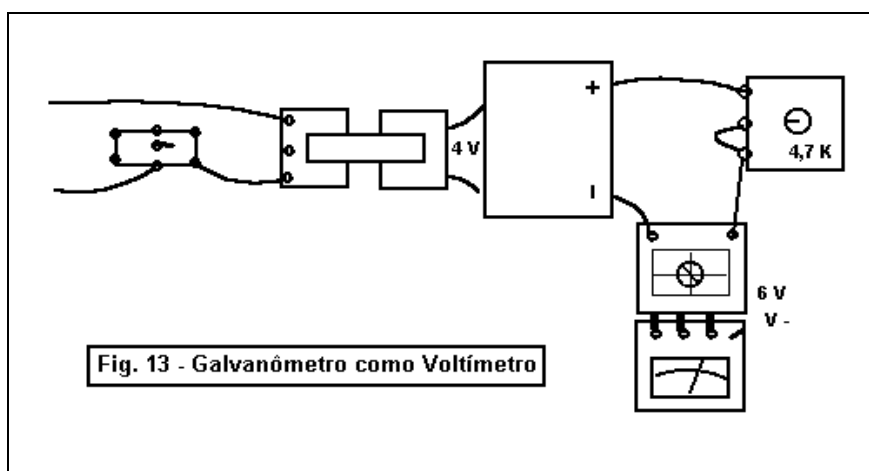 4 V
+
-
4,7 K
6 V
V -
Fig. 13 - Galvanômetro como Voltímetro